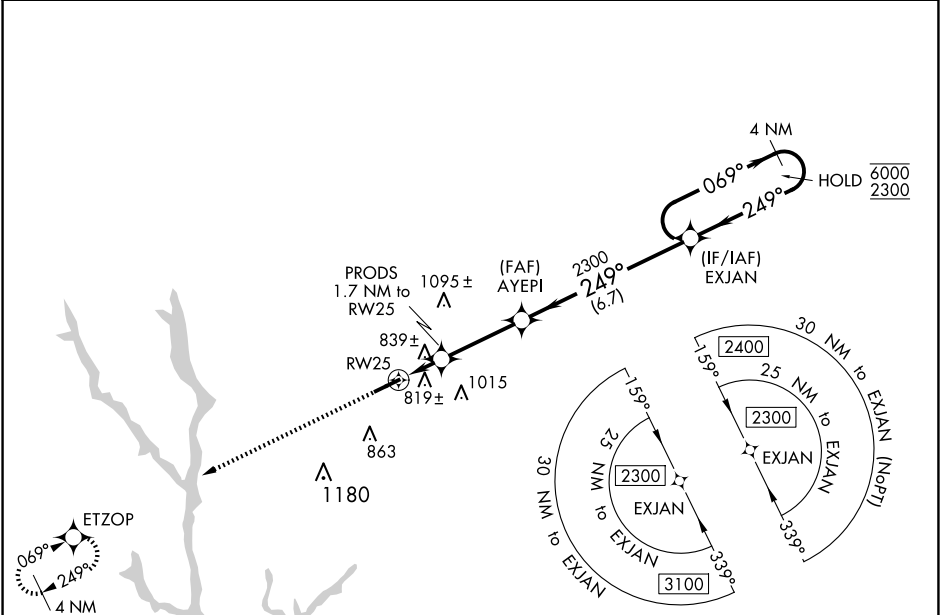 4 NM
069°
HOLD 6000
2300
249°
(IF/IAF)
EXJAN
2300
249°
(6.7)
(FAF)
AYEPI
PRODS
1.7 NM to
RW25
1095±
839±
RW25
819±
1015
863
1180
ETZOP
069°
249°
4 NM
159°
25 NM to EXJAN
2300
EXJAN
30 NM to EXJAN
339°
3100
30 NM to EXJAN (NoPT)
2400
159°
25 NM to EXJAN
2300
EXJAN
339°